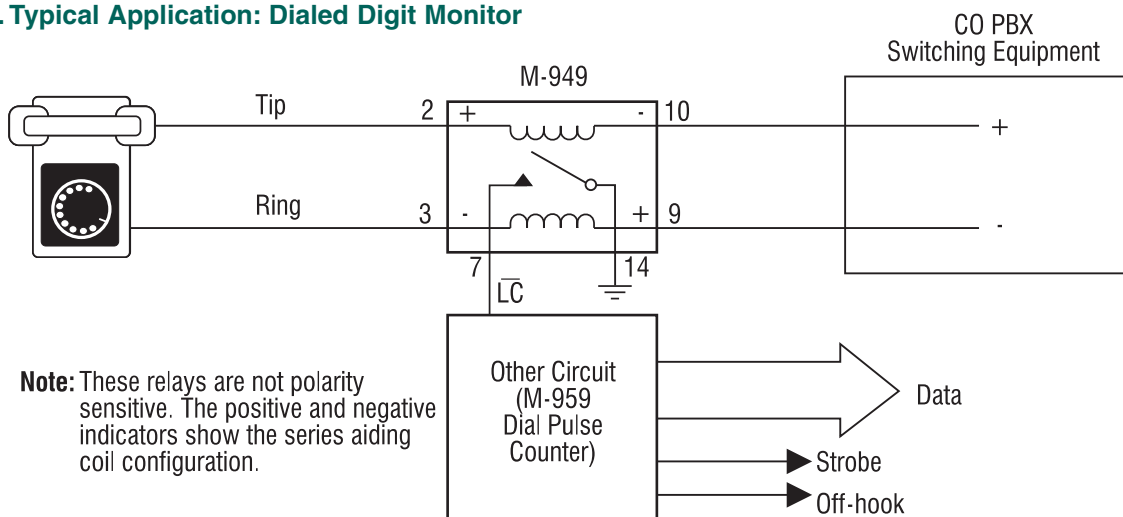 . Typical Application: Dialed Digit Monitor
CO PBX
Switching Equipment
M-949
Tip
2
+
-
10
+
Ring
3
-
+
9
-
7
14
L̅C̅
Note: These relays are not polarity
sensitive. The positive and negative
indicators show the series aiding
coil configuration.
Other Circuit
(M-959
Dial Pulse
Counter)
Data
Strobe
Off-hook